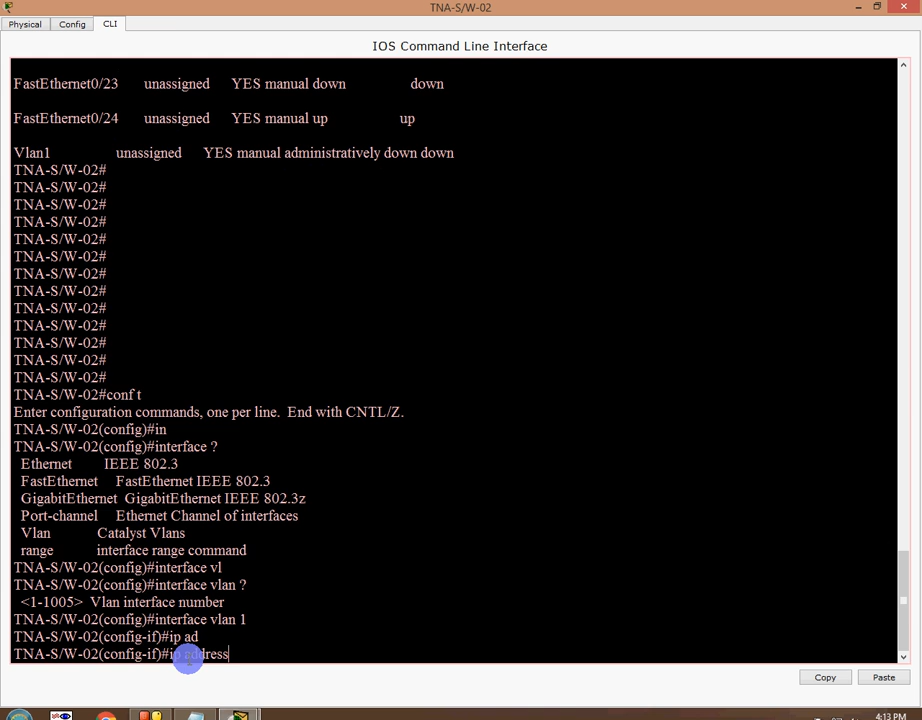 TNA-S/W-02
Physical Config CLI
IOS Command Line Interface
FastEthernet0/23 unassigned YES manual down down
FastEthernet0/24 unassigned YES manual up up
Vlan1 unassigned YES manual administratively down down
TNA-S/W-02#
TNA-S/W-02#
TNA-S/W-02#
TNA-S/W-02#
TNA-S/W-02#
TNA-S/W-02#
TNA-S/W-02#
TNA-S/W-02#
TNA-S/W-02#
TNA-S/W-02#
TNA-S/W-02#
TNA-S/W-02#
TNA-S/W-02#
TNA-S/W-02#conf t
Enter configuration commands, one per line. End with CNTL/Z.
TNA-S/W-02(config)#in
TNA-S/W-02(config)#interface ?
Ethernet IEEE 802.3
FastEthernet FastEthernet IEEE 802.3
GigabitEthernet GigabitEthernet IEEE 802.3z
Port-channel Ethernet Channel of interfaces
Vlan Catalyst Vlans
range interface range command
TNA-S/W-02(config)#interface vl
TNA-S/W-02(config)#interface vlan ?
<1-1005> Vlan interface number
TNA-S/W-02(config)#interface vlan 1
TNA-S/W-02(config-if)#ip ad
TNA-S/W-02(config-if)#ip address
Copy Paste
4:13 PM